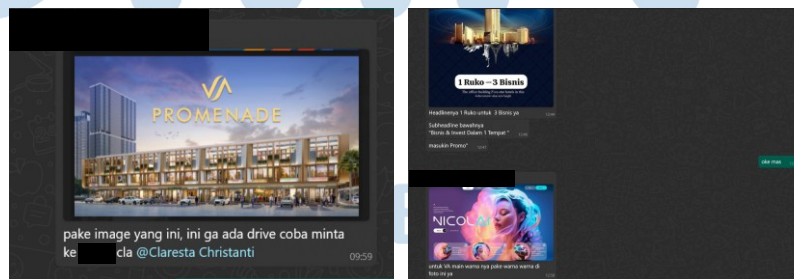 VA
PROMENADE
pake image yang ini, ini ga ada drive coba minta
ke cla @Claresta Christanti
09:59
1 Ruko – 3 Bisnis
Headlinenya 1 Ruko untuk 3 Bisnis ya
Subheadline bawahnya
"Bisnis & Invest Dalam 1 Tempat "
masukin Promo"
oke mas
NICOL
untuk VA main warna nya pake-warna warna di
foto ini ya